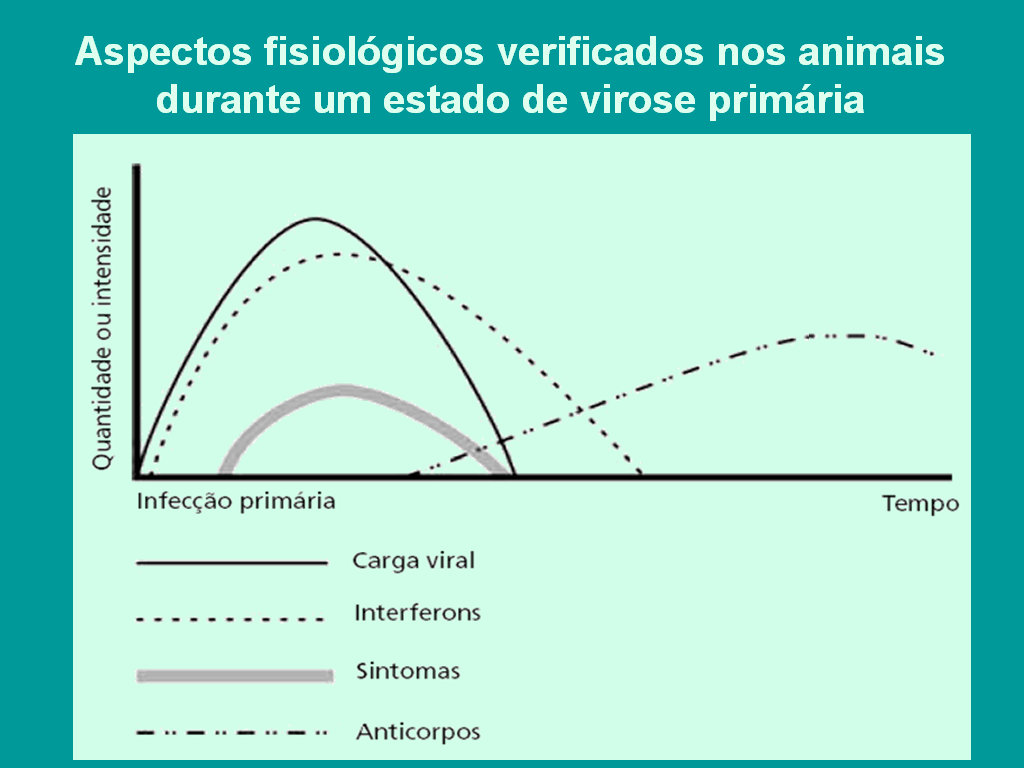 Aspectos fisiológicos verificados nos animais
durante um estado de virose primária
Quantidade ou intensidade
Infecção primária
Tempo
Carga viral
Interferons
Sintomas
Anticorpos